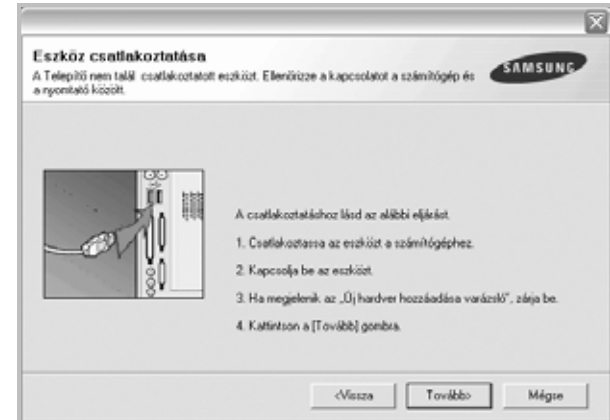 Eszköz csatlakoztatása
A Telepítő nem talál csatlakoztatott eszközt. Ellenőrizze a kapcsolatot a számítógép és
a nyomtató között.
SAMSUNG
A csatlakoztatáshoz lásd az alábbi eljárást.
1. Csatlakoztassa az eszközt a számítógéphez.
2. Kapcsolja be az eszközt.
3. Ha megjelenik az „Új hardver hozzáadása varázsló”, zárja be.
4. Kattintson a [Tovább] gombra.
<Vissza
Tovább>
Mégse